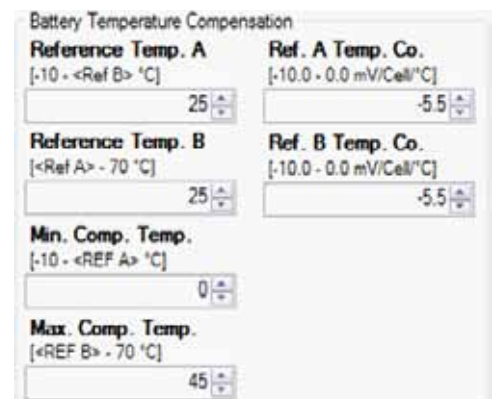 Battery Temperature Compensation
Reference Temp. A
[-10 - <Ref B> °C]
25
Ref. A Temp. Co.
[-10.0 - 0.0 mV/Cell/°C]
-5.5
Reference Temp. B
[<Ref A> - 70 °C]
25
Ref. B Temp. Co.
[-10.0 - 0.0 mV/Cell/°C]
-5.5
Min. Comp. Temp.
[-10 - <REF A> °C]
0
Max. Comp. Temp.
[<REF B> - 70 °C]
45